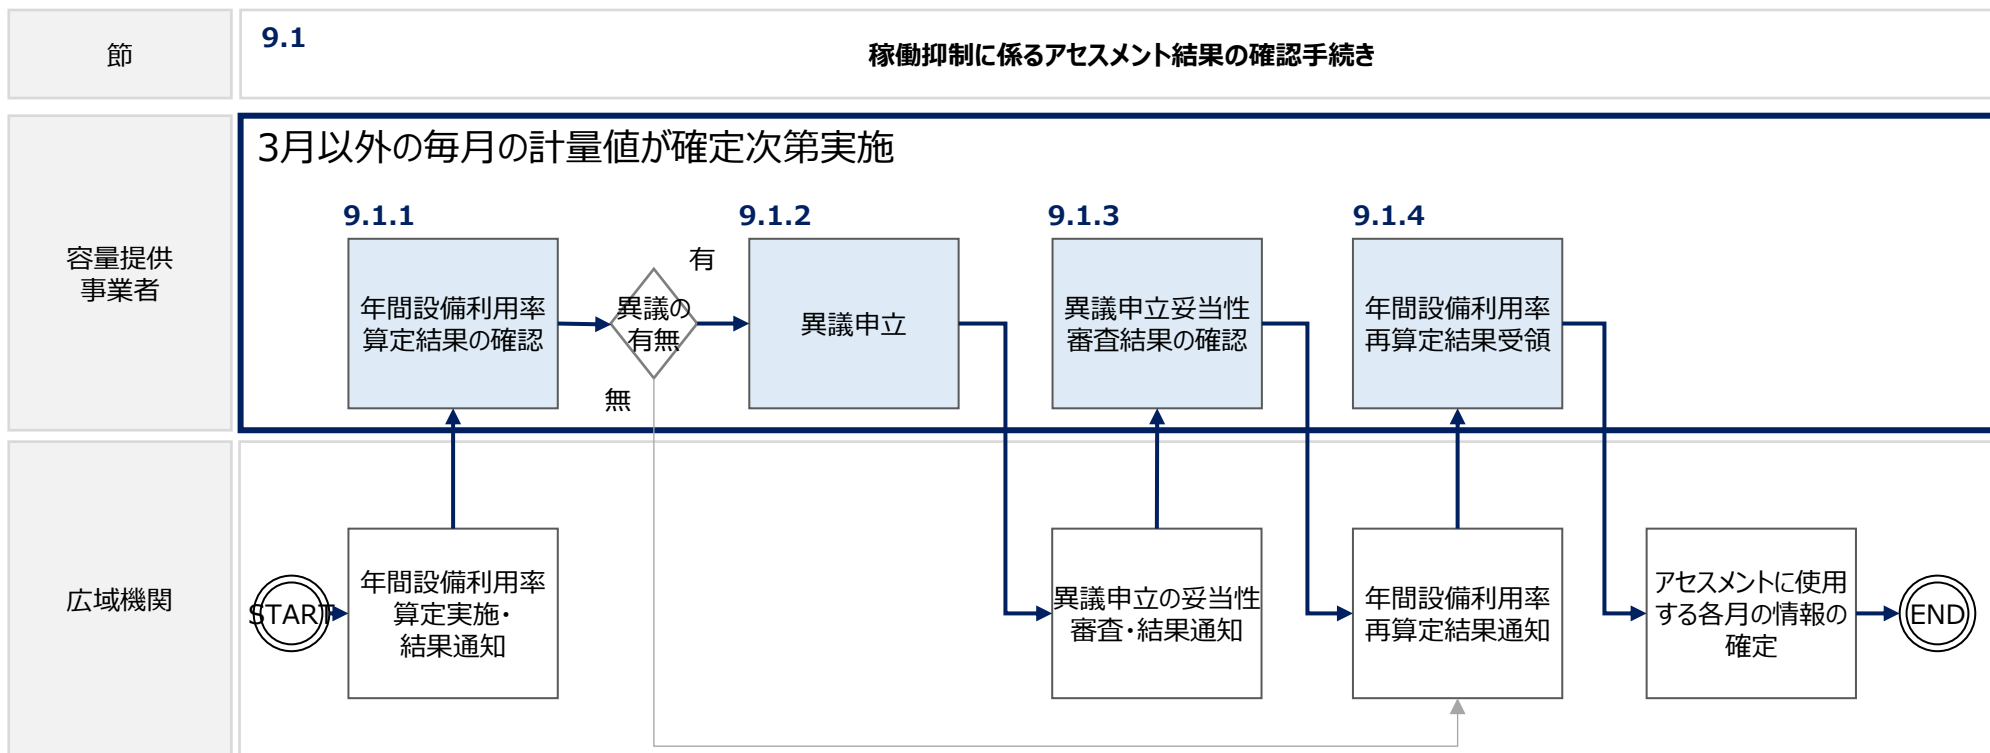 節
9.1
稼働抑制に係るアセスメント結果の確認手続き
容量提供
事業者
3月以外の毎月の計量値が確定次第実施
9.1.1
年間設備利用率
算定結果の確認
異議の
有無
有
無
9.1.2
異議申立
9.1.3
異議申立妥当性
審査結果の確認
9.1.4
年間設備利用率
再算定結果受領
広域機関
START
年間設備利用率
算定実施・
結果通知
異議申立の妥当性
審査・結果通知
年間設備利用率
再算定結果通知
アセスメントに使用
する各月の情報の
確定
END